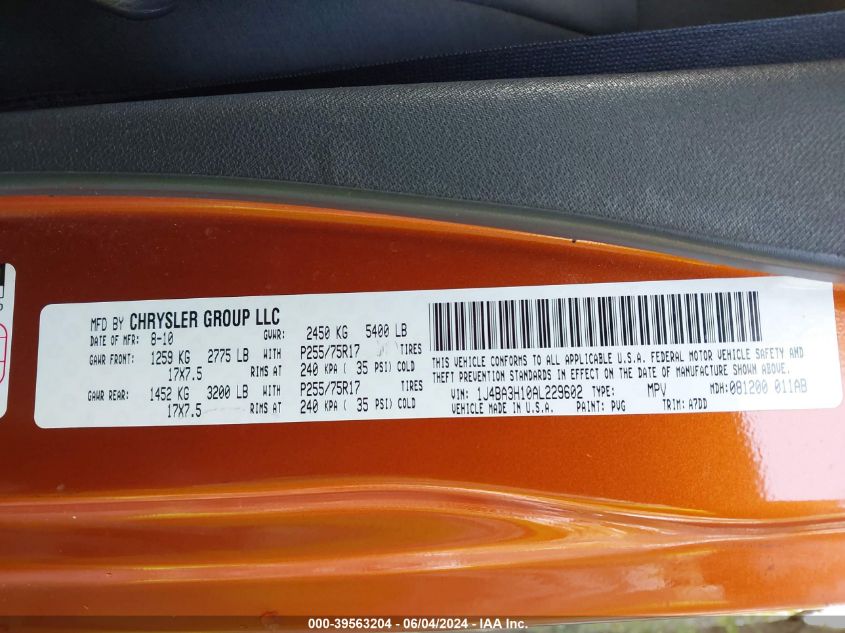 MFD BY CHRYSLER GROUP LLC
DATE OF MFR: 8-10 GVWR: 2450 KG 5400 LB
GAWR FRONT: 1259 KG 2775 LB WITH P255/75R17 TIRES
17X7.5 RIMS AT 240 KPA ( 35 PSI) COLD
GAWR REAR: 1452 KG 3200 LB WITH P255/75R17 TIRES
17X7.5 RIMS AT 240 KPA ( 35 PSI) COLD
THIS VEHICLE CONFORMS TO ALL APPLICABLE U.S.A. FEDERAL MOTOR VEHICLE SAFETY AND
THEFT PREVENTION STANDARDS IN EFFECT ON THE DATE OF MANUFACTURE SHOWN ABOVE.
VIN: 1J4BA3H10AL229602 TYPE: MPV MDH: 081200 011AB
VEHICLE MADE IN U.S.A. PAINT: PVG TRIM: A7DD
000-39563204 - 06/04/2024 - IAA Inc.